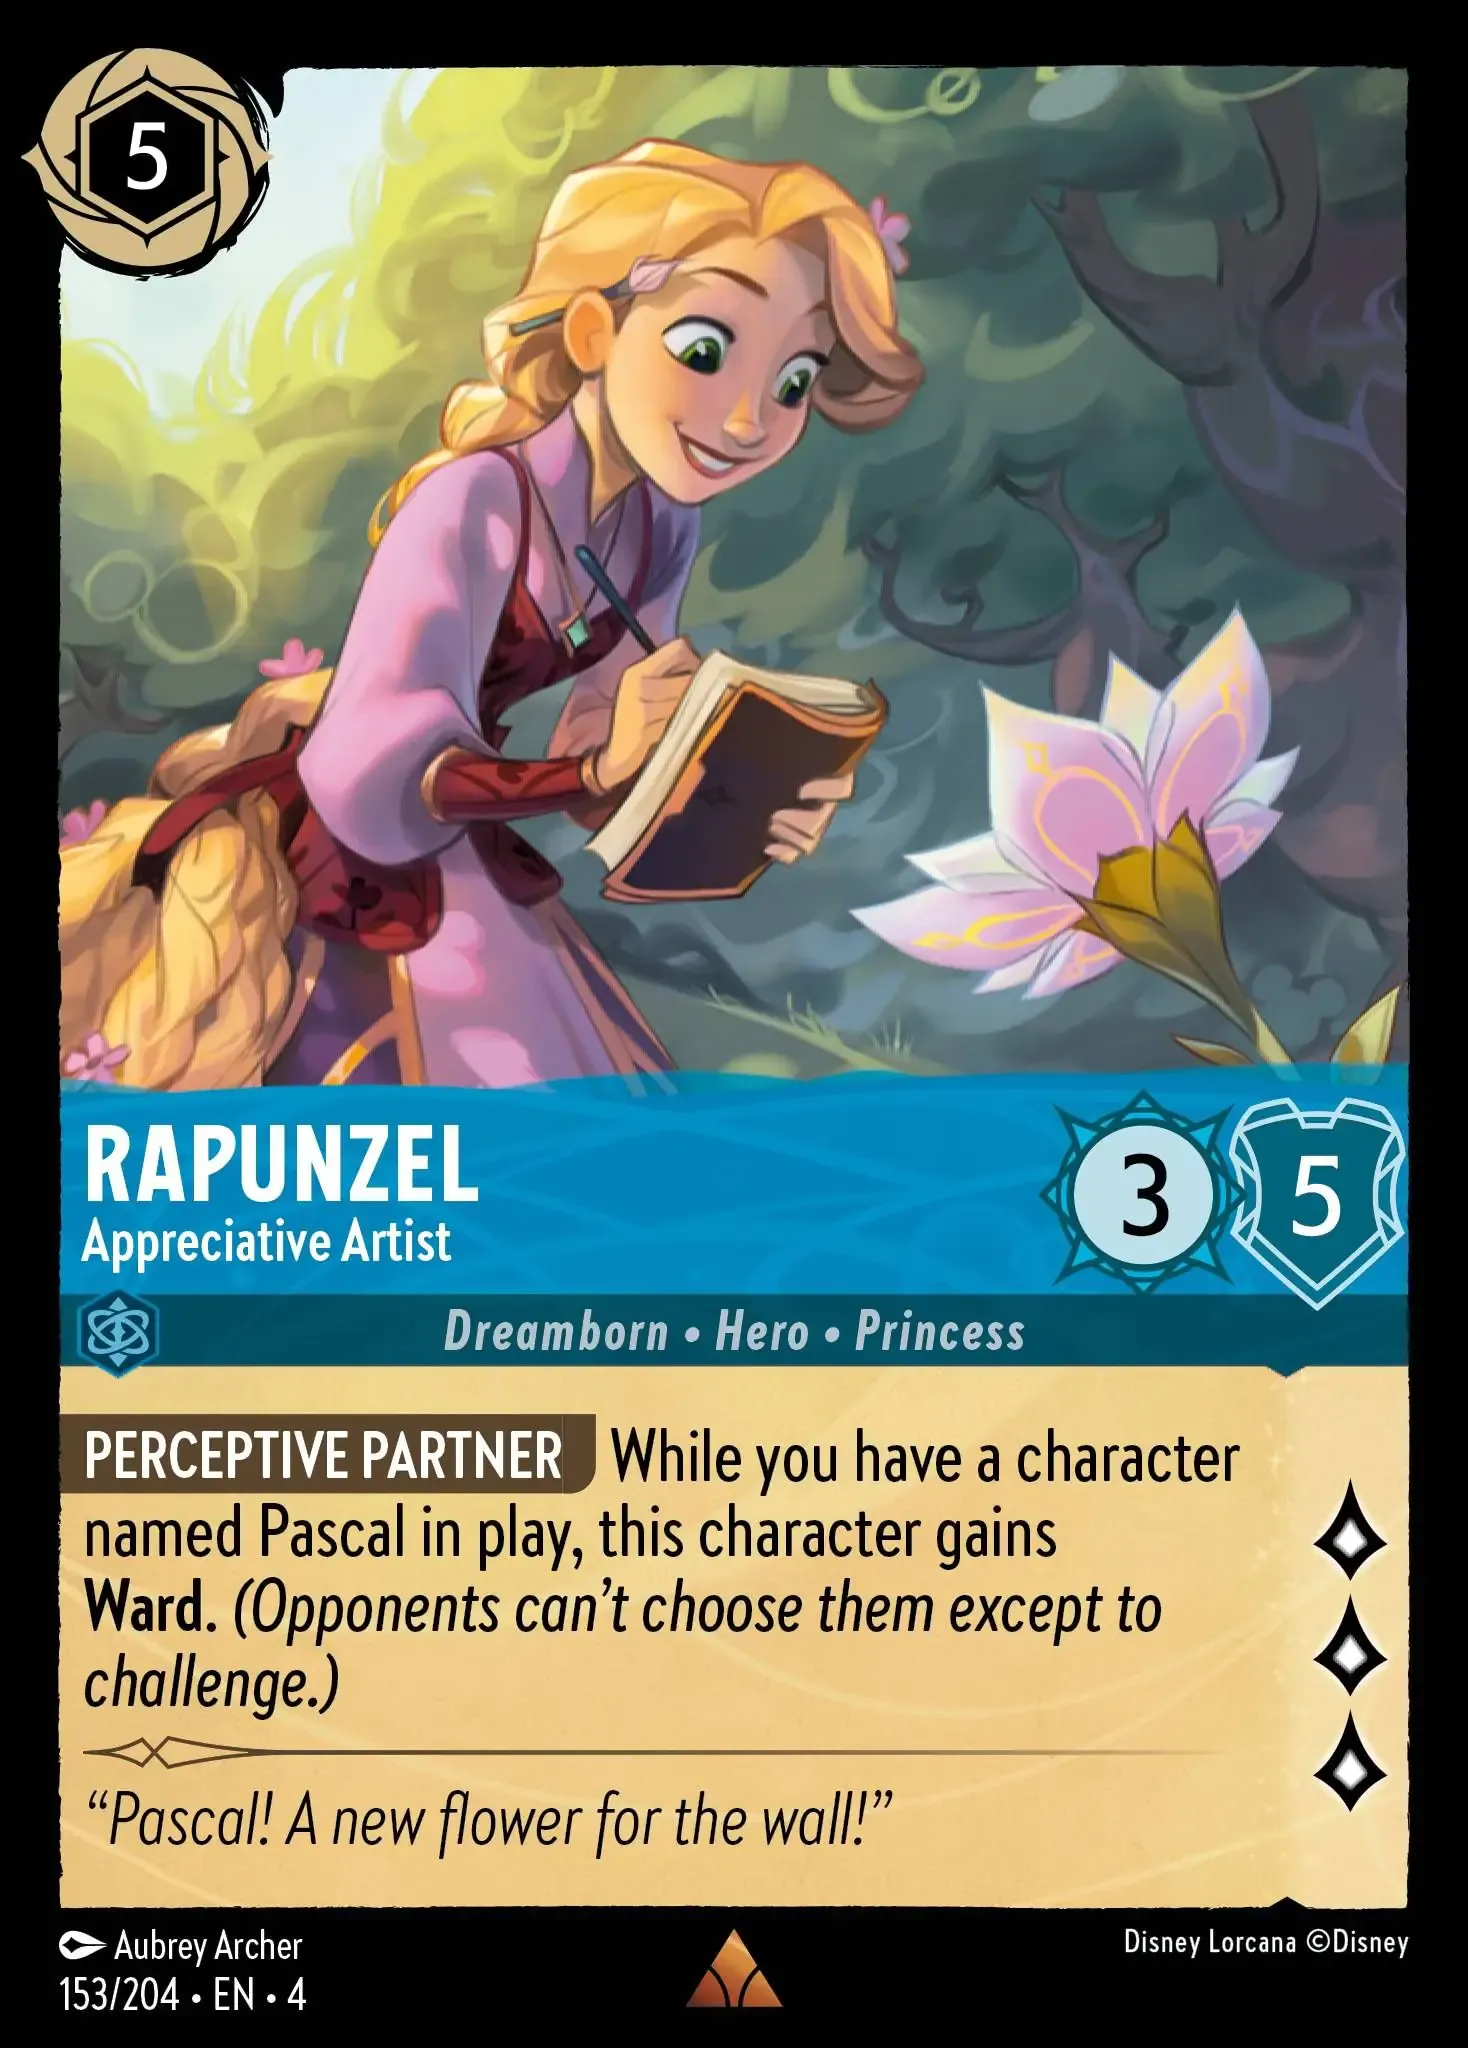 5
RAPUNZEL
Appreciative Artist
3
5
Dreamborn • Hero • Princess
PERCEPTIVE PARTNER While you have a character
named Pascal in play, this character gains
Ward. (Opponents can’t choose them except to
challenge.)
“Pascal! A new flower for the wall!”
Aubrey Archer
153/204 • EN • 4
Disney Lorcana ©Disney